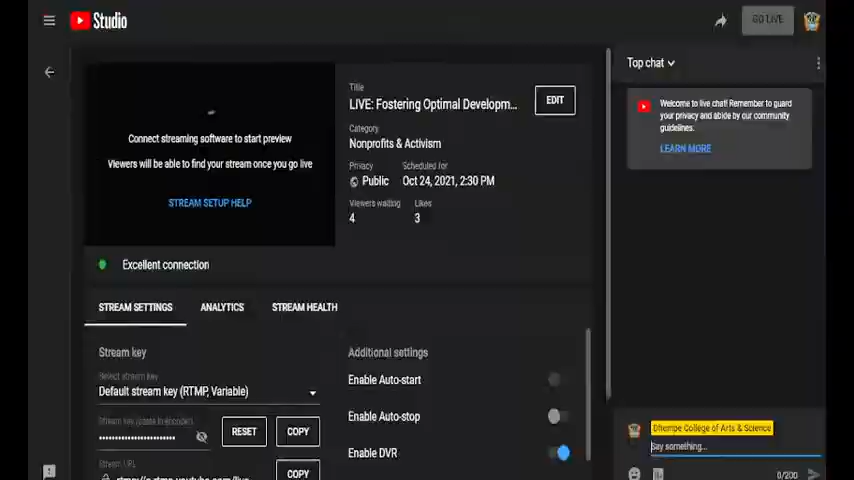 Studio
GO LIVE
Title
LIVE: Fostering Optimal Developm...
EDIT
Category
Nonprofits & Activism
Privacy
Scheduled for
Public
Oct 24, 2021, 2:30 PM
Viewers waiting
Likes
4
3
Connect streaming software to start preview
Viewers will be able to find your stream once you go live
STREAM SETUP HELP
Excellent connection
STREAM SETTINGS
ANALYTICS
STREAM HEALTH
Stream key
Select stream key
Default stream key (RTMP, Variable)
Stream key (paste in encoder)
RESET
COPY
Stream URL
COPY
Additional settings
Enable Auto-start
Enable Auto-stop
Enable DVR
Top chat
Welcome to live chat! Remember to guard
your privacy and abide by our community
guidelines.
LEARN MORE
Dhempe College of Arts & Science
Say something...
0/200